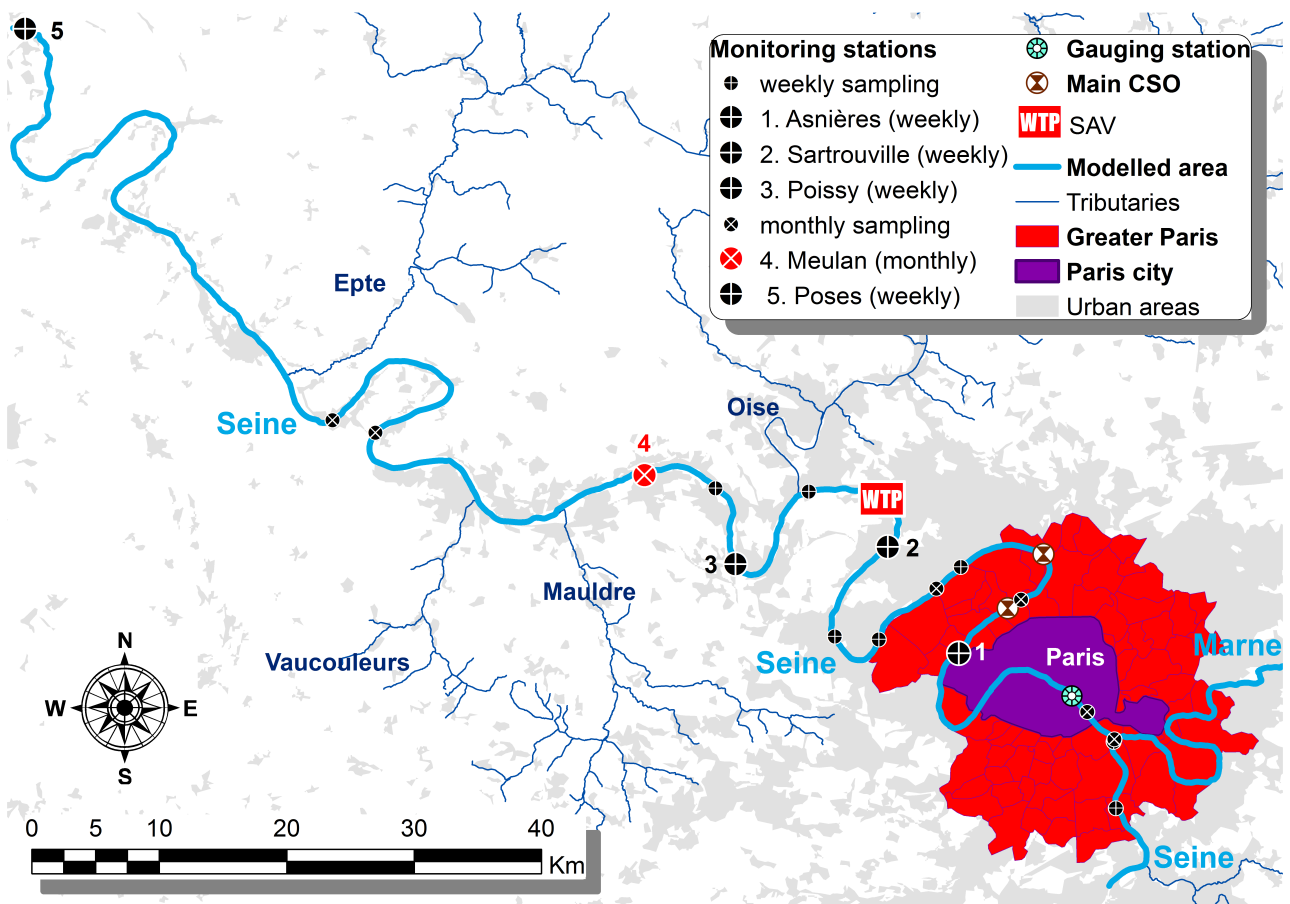 5
Monitoring stations
weekly sampling
1. Asnières (weekly)
2. Sartrouville (weekly)
3. Poissy (weekly)
monthly sampling
4. Meulan (monthly)
5. Poses (weekly)
Gauging station
Main CSO
WTP SAV
Modelled area
Tributaries
Greater Paris
Paris city
Urban areas
Epte
Seine
Oise
4
WTP
2
3
Mauldre
Vaucouleurs
Seine
1
Paris
Marne
Seine
N
W
E
S
0 5 10 20 30 40
Km